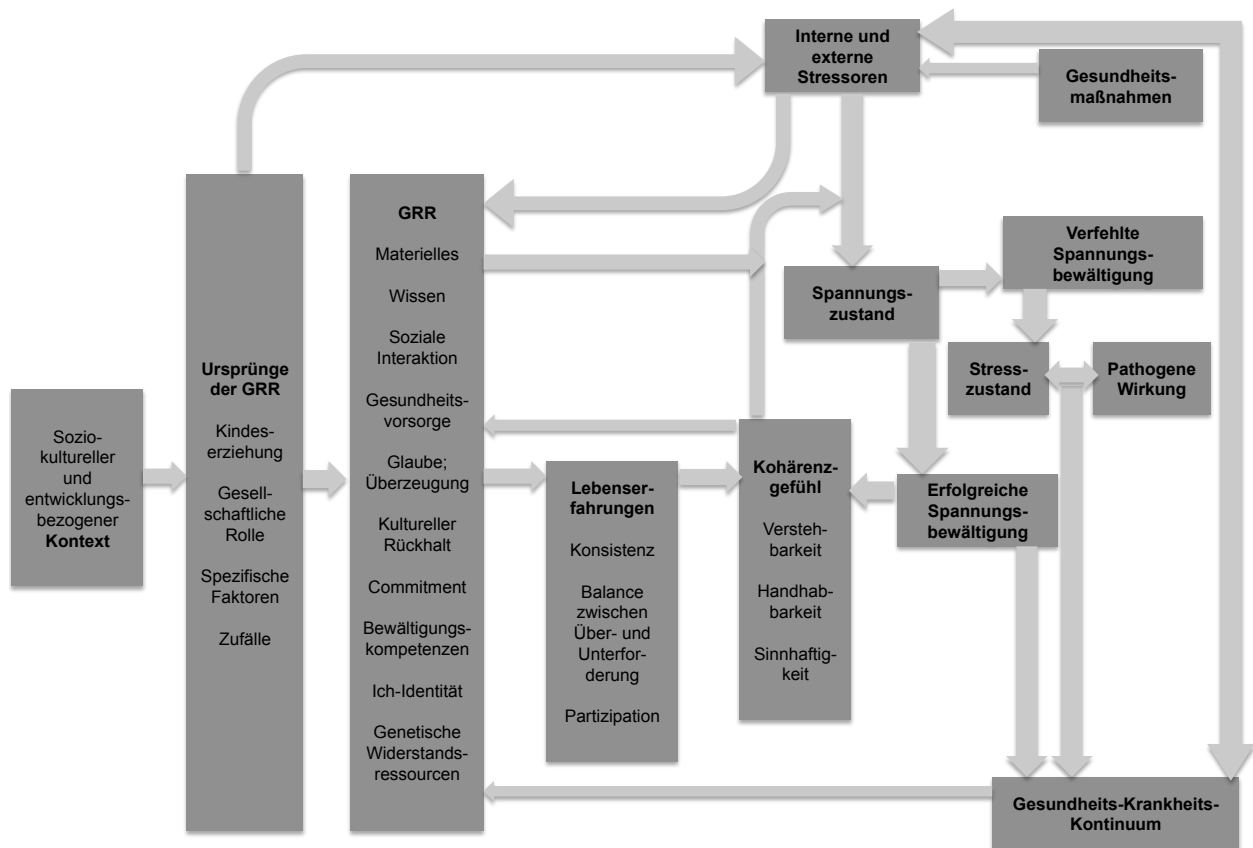 Interne und
externe
Stressoren
Gesundheits-
maßnahmen
Sozio-
kultureller
und
entwicklungs-
bezogener
Kontext
Ursprünge
der GRR
Kindes-
erziehung
Gesell-
schaftliche
Rolle
Spezifische
Faktoren
Zufälle
GRR
Materielles
Wissen
Soziale
Interaktion
Gesundheits-
vorsorge
Glaube;
Überzeugung
Kultureller
Rückhalt
Commitment
Bewältigungs-
kompetenzen
Ich-Identität
Genetische
Widerstands-
ressourcen
Lebenser-
fahrungen
Konsistenz
Balance
zwischen
Über- und
Unterfor-
derung
Partizipation
Kohärenz-
gefühl
Versteh-
barkeit
Handhab-
barkeit
Sinnhaftig-
keit
Spannungs-
zustand
Verfehlte
Spannungs-
bewältigung
Stress-
zustand
Pathogene
Wirkung
Erfolgreiche
Spannungs-
bewältigung
Gesundheits-Krankheits-
Kontinuum